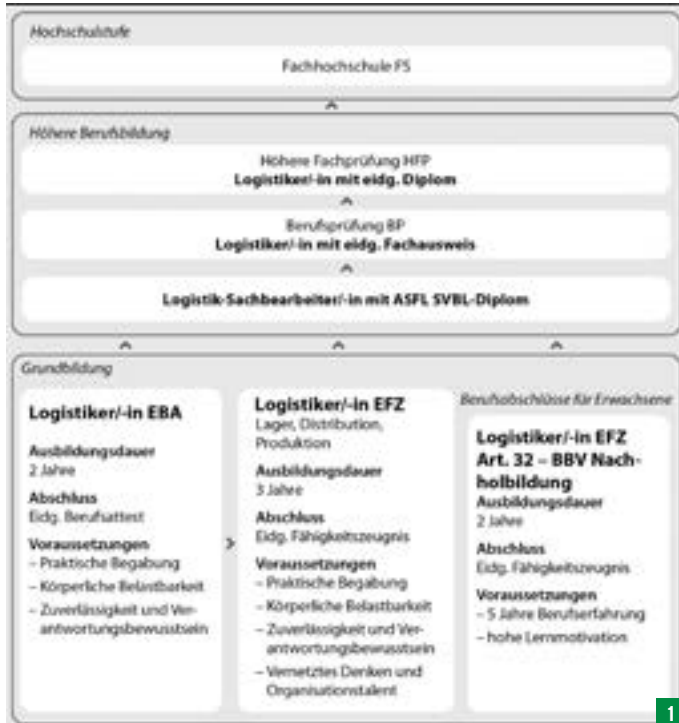 Hochschulstufe
Fachhochschule FS
Höhere Berufsbildung
Höhere Fachprüfung HFP
Logistiker/-in mit eidg. Diplom
Berufsprüfung BP
Logistiker/-in mit eidg. Fachausweis
Logistik-Sachbearbeiter/-in mit ASFL SVBL-Diplom
Grundbildung
Logistiker/-in EBA
Ausbildungsdauer
2 Jahre
Abschluss
Eidg. Berufsattest
Voraussetzungen
– Praktische Begabung
– Körperliche Belastbarkeit
– Zuverlässigkeit und Ver-
antwortungsbewusstsein
Logistiker/-in EFZ
Lager, Distribution,
Produktion
Ausbildungsdauer
3 Jahre
Abschluss
Eidg. Fähigkeitszeugnis
Voraussetzungen
– Praktische Begabung
– Körperliche Belastbarkeit
– Zuverlässigkeit und Ver-
antwortungsbewusstsein
– Vernetztes Denken und
Organisationstalent
Berufsabschlüsse für Erwachsene
Logistiker/-in EFZ
Art. 32 – BBV Nach-
holbildung
Ausbildungsdauer
2 Jahre
Abschluss
Eidg. Fähigkeitszeugnis
Voraussetzungen
– 5 Jahre Berufserfahrung
– hohe Lernmotivation
1